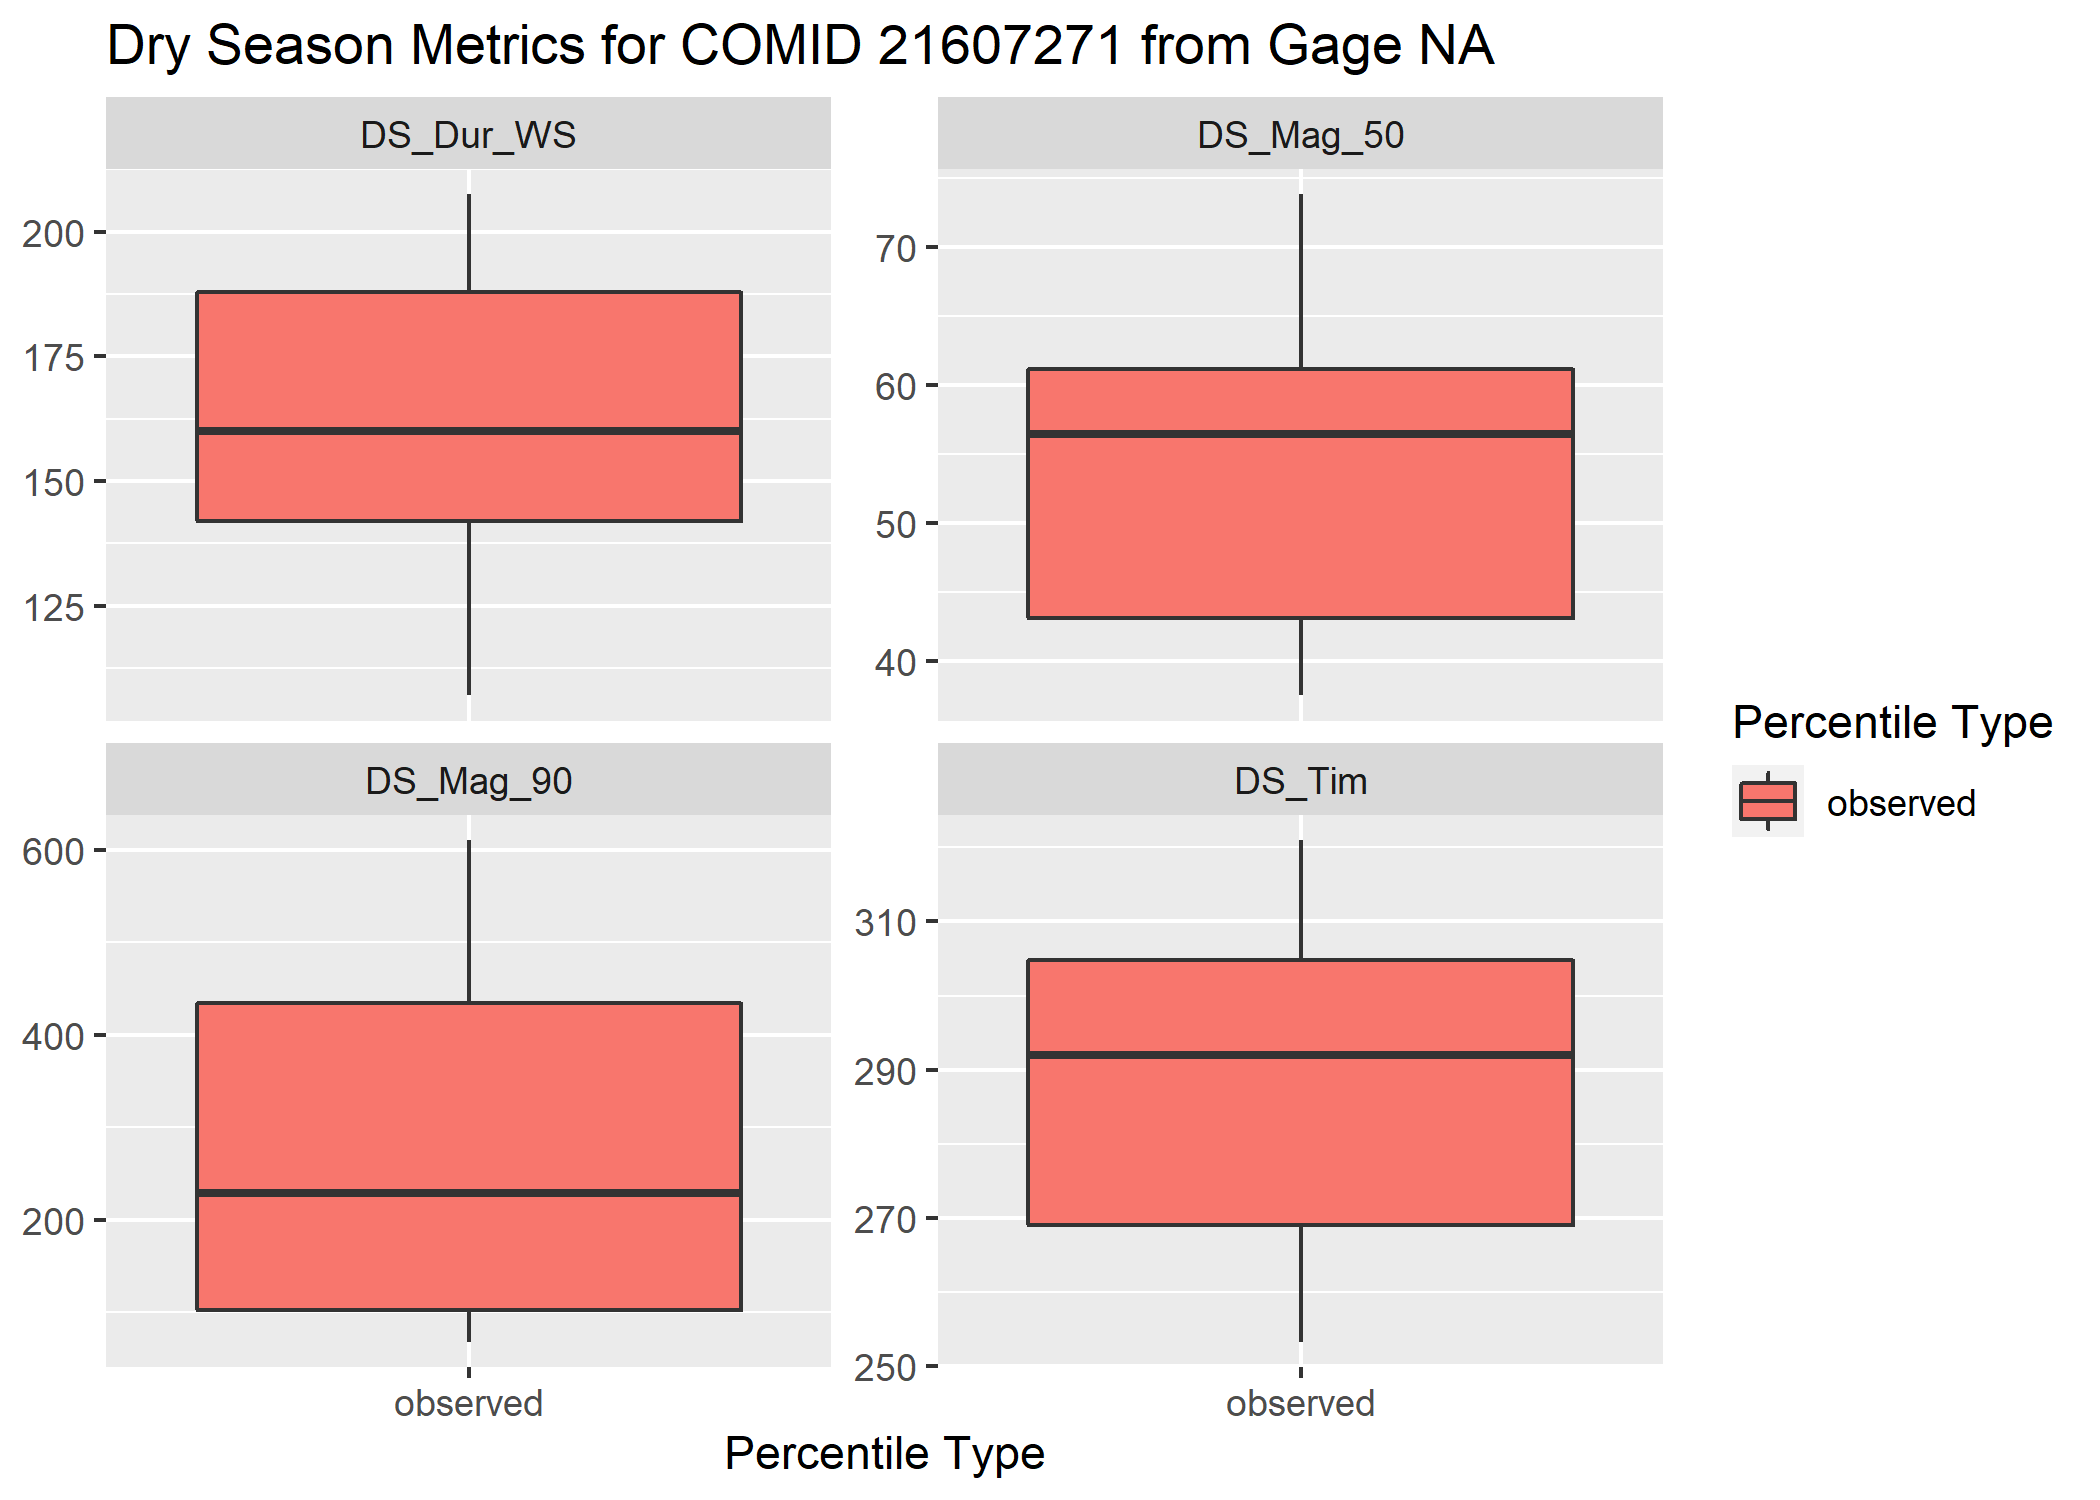 Dry Season Metrics for COMID 21607271 from Gage NA
DS_Dur_WS
200
175
150
125
DS_Mag_50
70
60
50
40
DS_Mag_90
600
400
200
observed
DS_Tim
310
290
270
250
observed
Percentile Type
Percentile Type
observed